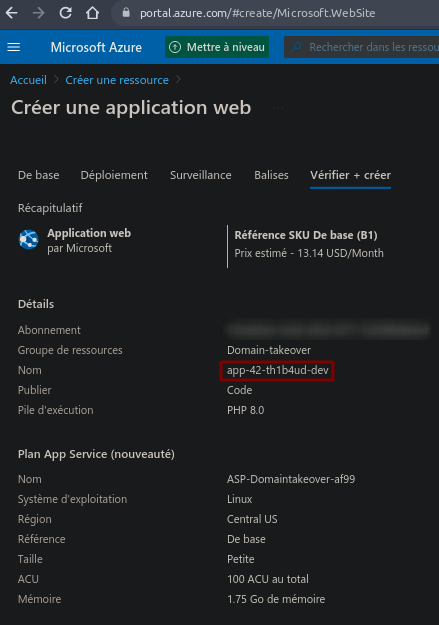 portal.azure.com/#create/Microsoft.WebSite
Microsoft Azure Mettre à niveau Rechercher dans les ressou
Accueil > Créer une ressource >
Créer une application web ...
De base Déploiement Surveillance Balises Vérifier + créer
Récapitulatif
Application web
par Microsoft
Référence SKU De base (B1)
Prix estimé - 13.14 USD/Month
Détails
Abonnement
Groupe de ressources Domain-takeover
Nom app-42-th1b4ud-dev
Publier Code
Pile d'exécution PHP 8.0
Plan App Service (nouveauté)
Nom ASP-Domaintakeover-af99
Système d'exploitation Linux
Région Central US
Référence De base
Taille Petite
ACU 100 ACU au total
Mémoire 1.75 Go de mémoire